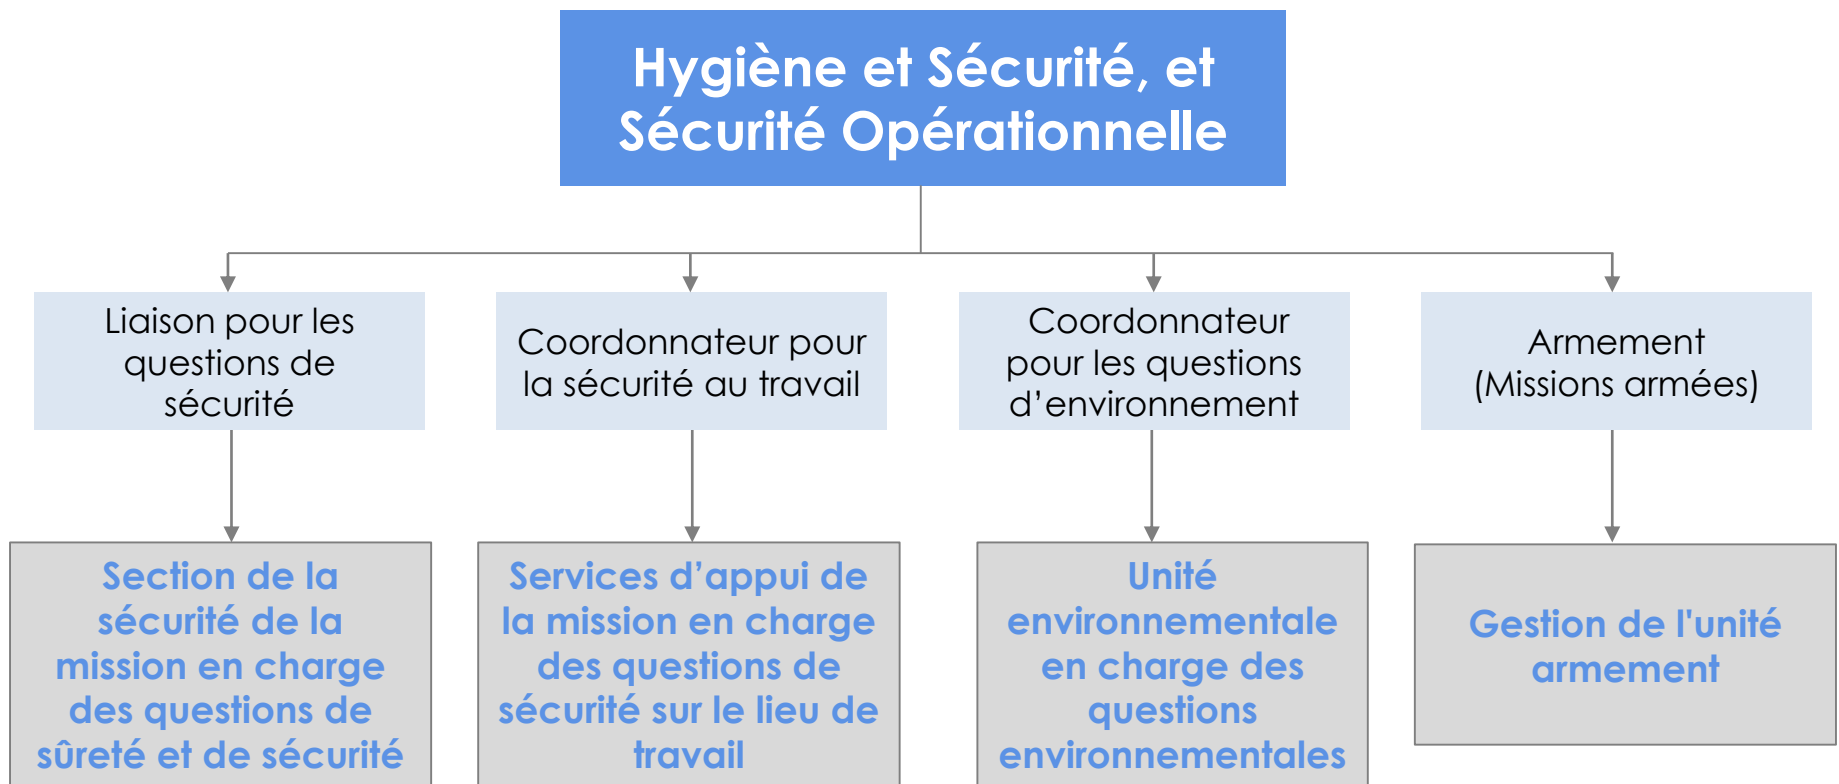 Hygiène et Sécurité, et
Sécurité Opérationnelle
Liaison pour les
questions de
sécurité
Coordonnateur pour
la sécurité au travail
Coordonnateur
pour les questions
d’environnement
Armement
(Missions armées)
Section de la
sécurité de la
mission en charge
des questions de
sûreté et de sécurité
Services d’appui de
la mission en charge
des questions de
sécurité sur le lieu de
travail
Unité
environnementale
en charge des
questions
environnementales
Gestion de l'unité
armement